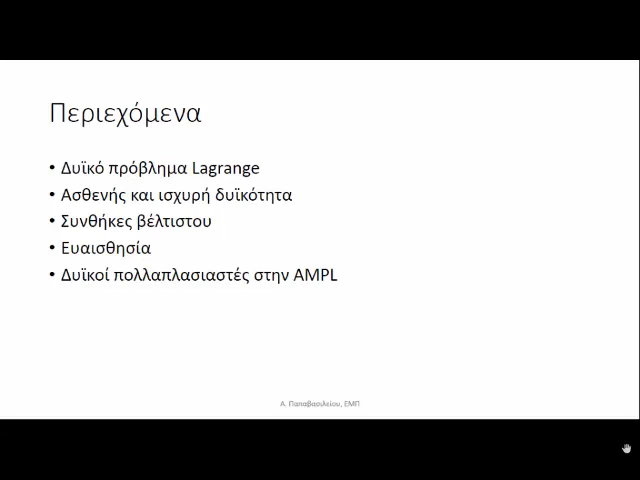 Περιεχόμενα
• Δυϊκό πρόβλημα Lagrange
• Ασθενής και ισχυρή δυϊκότητα
• Συνθήκες βέλτιστου
• Ευαισθησία
• Δυϊκοί πολλαπλασιαστές στην AMPL
Α. Παπαβασιλείου, ΕΜΠ